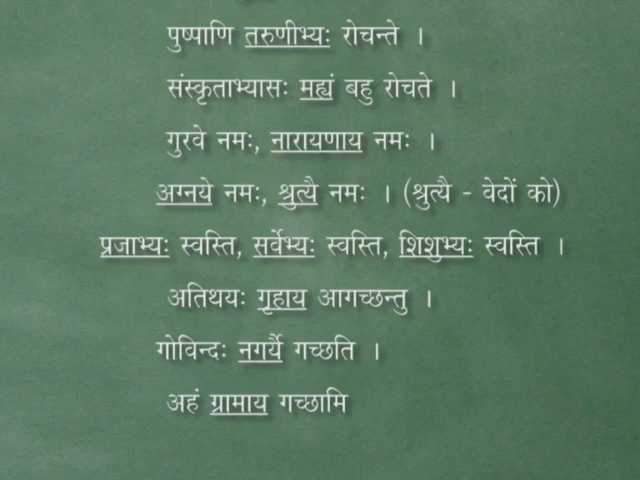 पुष्पाणि तरुणीभ्यः रोचन्ते ।
संस्कृताभ्यासः मह्यं बहु रोचते ।
गुरवे नमः, नारायणाय नमः ।
अग्नये नमः, श्रुत्यै नमः । (श्रुत्यै - वेदों को)
प्रजाभ्यः स्वस्ति, सर्वेभ्यः स्वस्ति, शिशुभ्यः स्वस्ति ।
अतिथयः गृहाय आगच्छन्तु ।
गोविन्दः नगर्यै गच्छति ।
अहं ग्रामाय गच्छामि